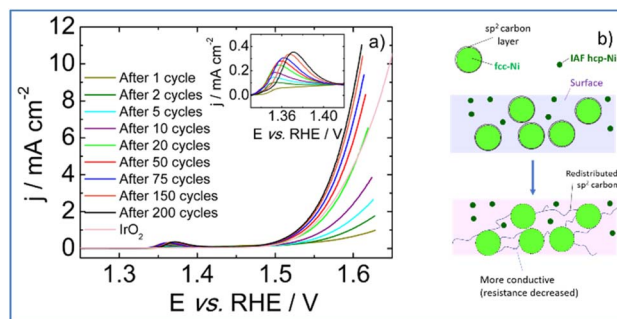 a)
12
10
8
6
4
2
0
j / mA cm⁻²
After 1 cycle
After 2 cycles
After 5 cycles
After 10 cycles
After 20 cycles
After 50 cycles
After 75 cycles
After 150 cycles
After 200 cycles
IrO₂
1.3
1.4
1.5
1.6
E vs. RHE / V
0.4
0.2
0.0
j / mA cm⁻²
1.36
1.40
E vs. RHE / V
b)
sp² carbon
layer
fcc-Ni
IAF hcp-Ni
Surface
Redistributed
sp² carbon
More conductive
(resistance decreased)